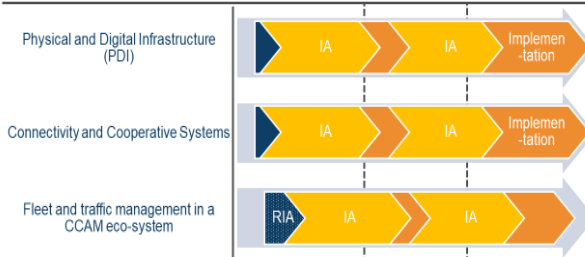 Physical and Digital Infrastructure
(PDI)
IA
IA
Implemen
-tation
Connectivity and Cooperative Systems
IA
IA
Implemen
-tation
Fleet and traffic management in a
CCAM eco-system
RIA
IA
IA